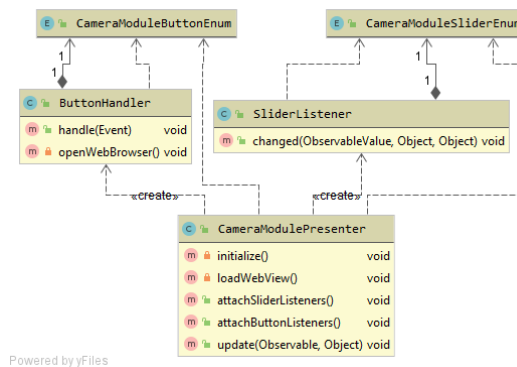 E CameraModuleButtonEnum
E CameraModuleSliderEnum
1
1
1
1
C ButtonHandler
m handle(Event) void
m openWebBrowser() void
C SliderListener
m changed(ObservableValue, Object, Object) void
«create»
«create»
C CameraModulePresenter
m initialize() void
m loadWebView() void
m attachSliderListeners() void
m attachButtonListeners() void
m update(Observable, Object) void
Powered by yFiles